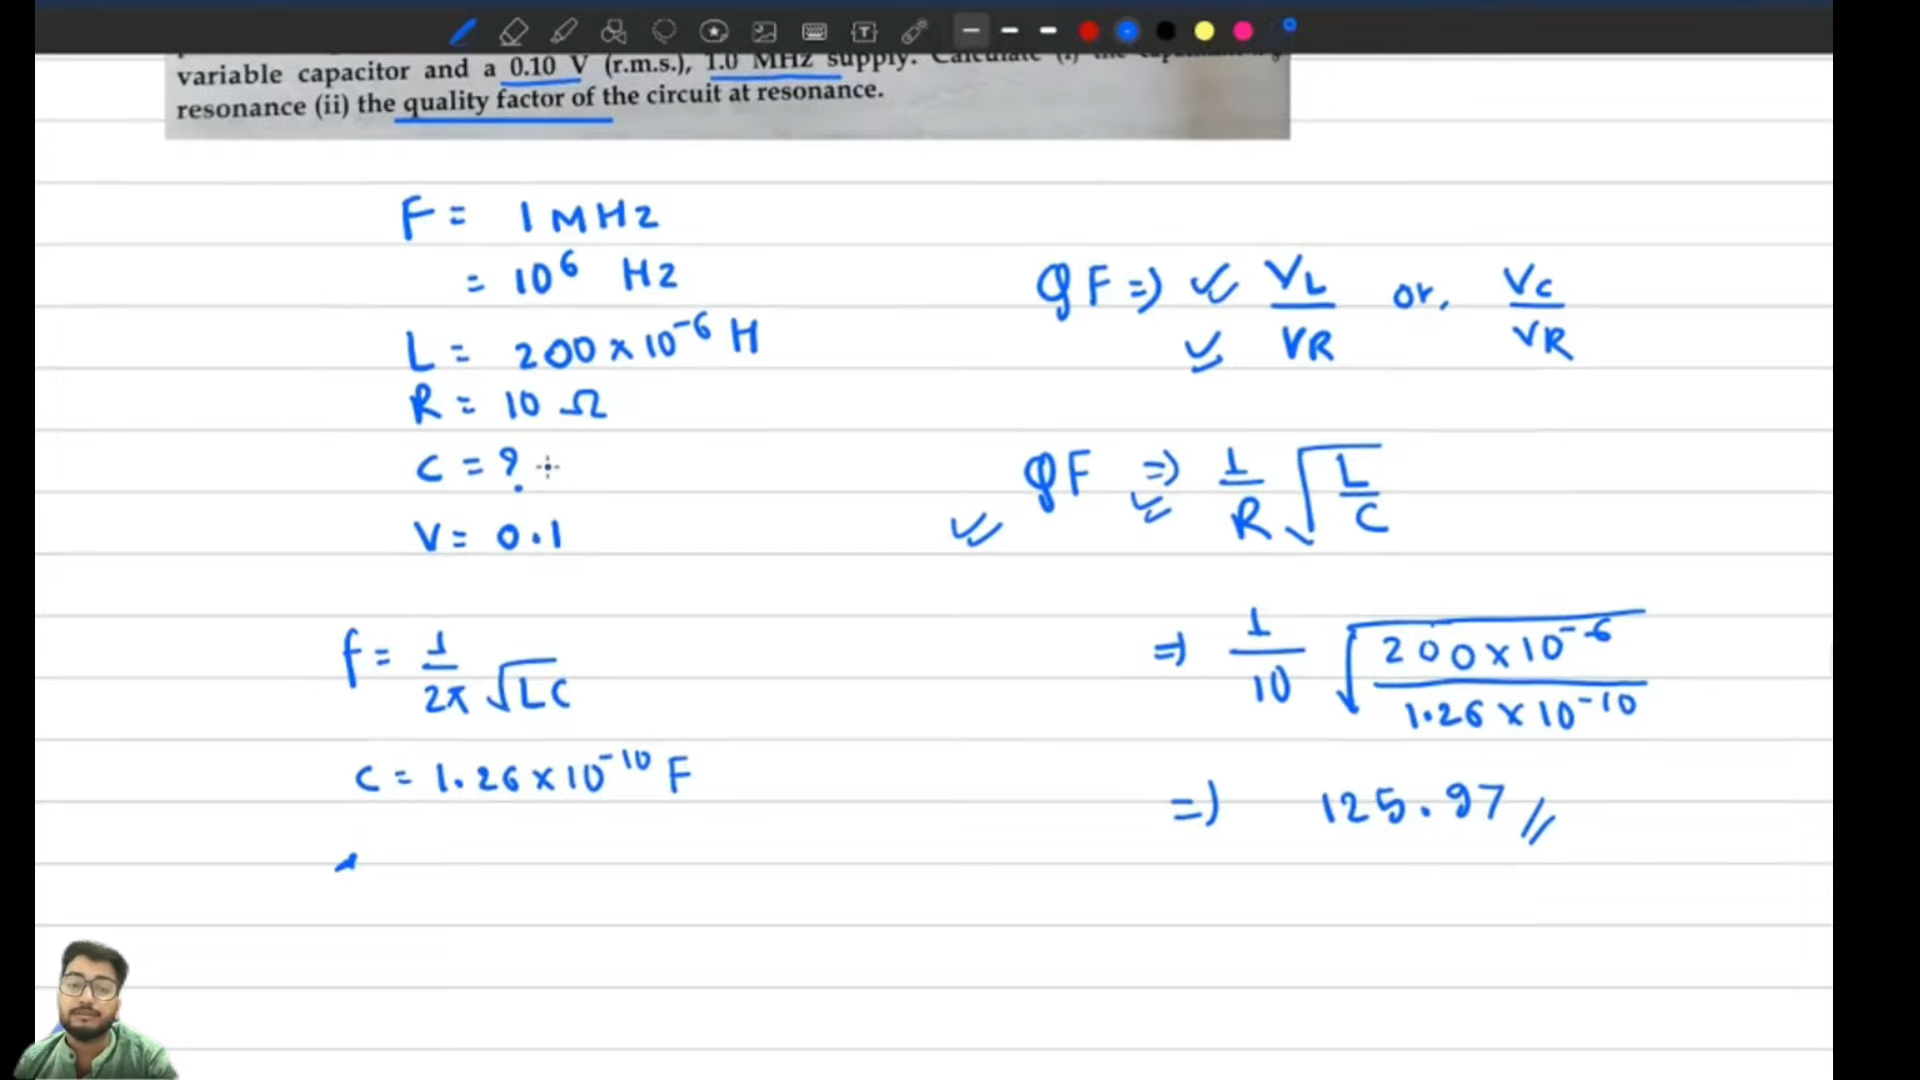 variable capacitor and a 0.10 V (r.m.s.), 1.0 MHz supply. Calculate (i) the
resonance (ii) the quality factor of the circuit at resonance.
F = 1 MHz
= 10⁶ Hz
L = 200 × 10⁻⁶ H
R = 10 Ω
C = ?
V = 0.1
f = 1/2π √LC
C = 1.26 × 10⁻¹⁰ F
QF => VL/VR or, VC/VR
QF => 1/R √(L/C)
=> 1/10 √(200 × 10⁻⁶ / 1.26 × 10⁻¹⁰)
=> 125.97 //